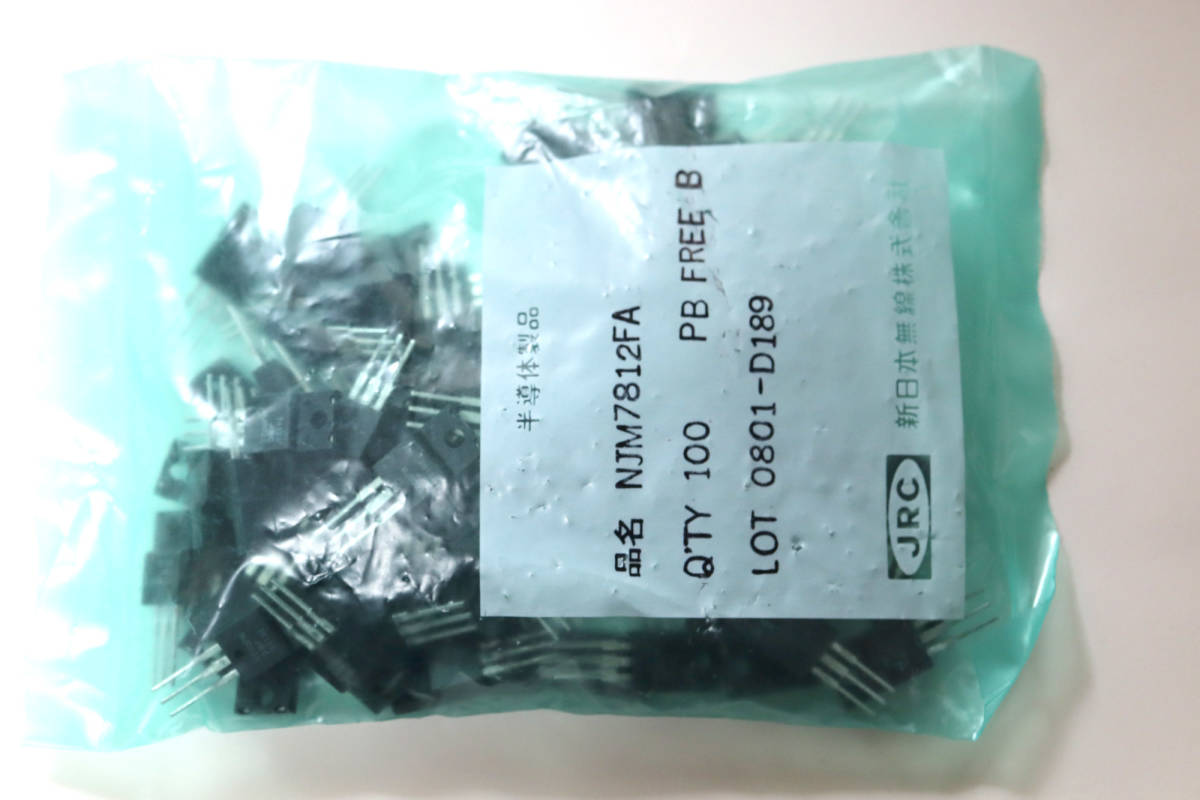 半導体製品
品名 NJM7812FA
Q'TY 100 PB FREE B
LOT 0801-D189
JRC 新日本無線株式会社